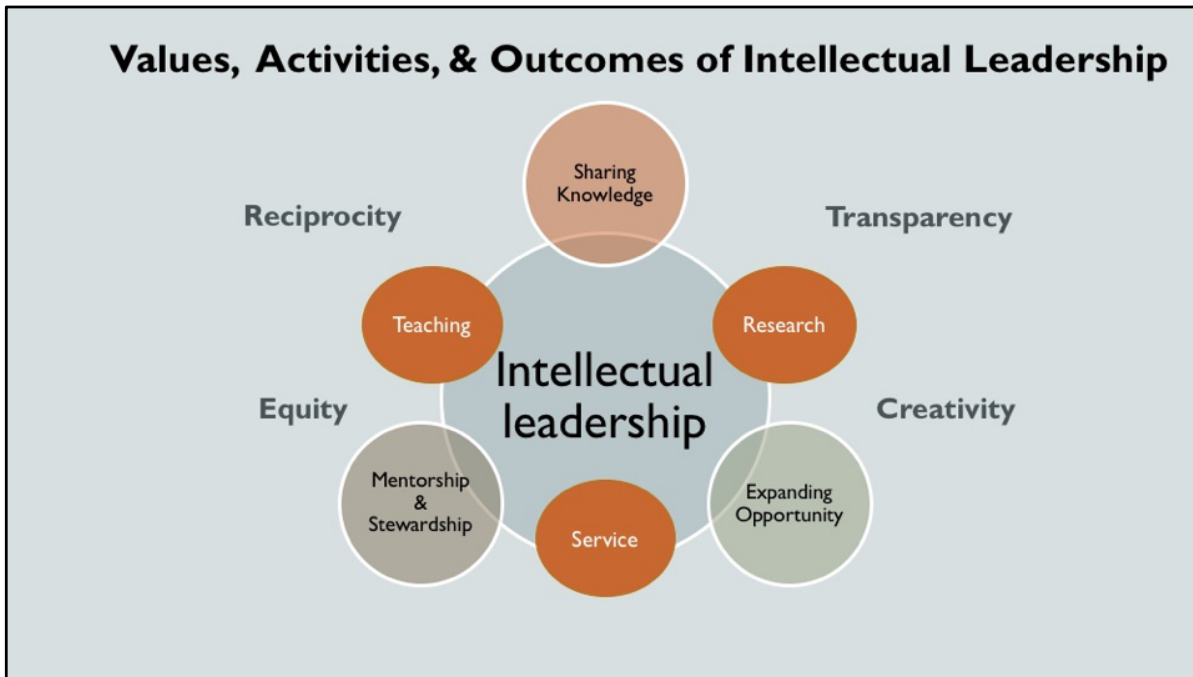 Values, Activities, & Outcomes of Intellectual Leadership
Sharing
Knowledge
Reciprocity
Transparency
Teaching
Research
Intellectual
leadership
Equity
Creativity
Mentorship
&
Stewardship
Expanding
Opportunity
Service